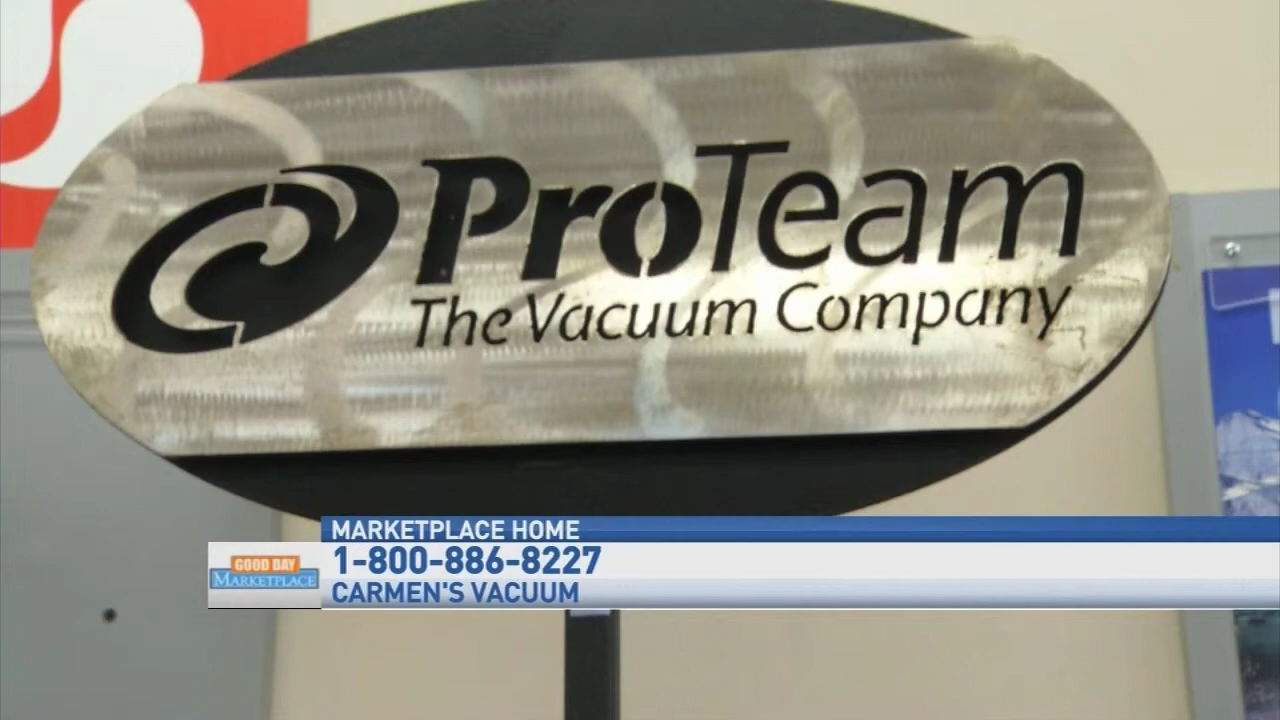 ProTeam
The Vacuum Company
MARKETPLACE HOME
GOOD DAY
MARKETPLACE
1-800-886-8227
CARMEN'S VACUUM